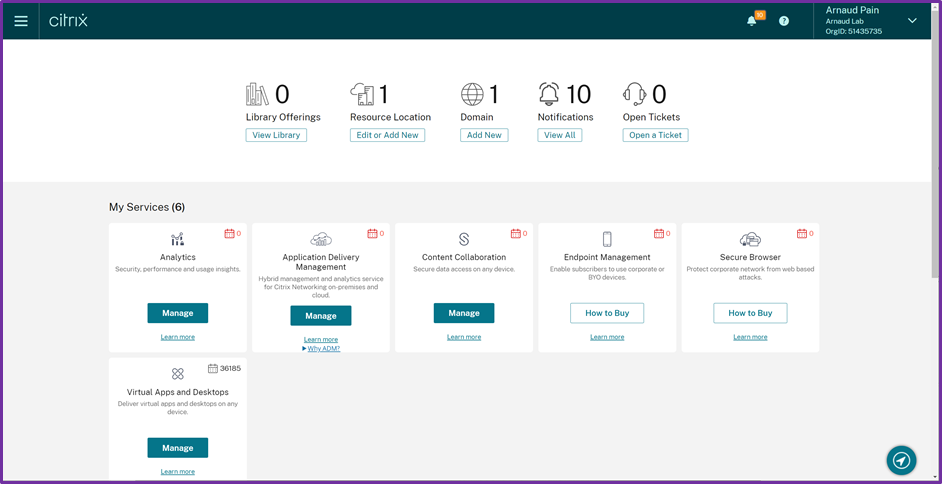 citrix
10
?
Arnaud Pain
Arnaud Lab
OrgID: 51435735
0
Library Offerings
View Library
1
Resource Location
Edit or Add New
1
Domain
Add New
10
Notifications
View All
0
Open Tickets
Open a Ticket
My Services (6)
0
Analytics
Security, performance and usage insights.
Manage
Learn more
0
Application Delivery
Management
Hybrid management and analytics service
for Citrix Networking on-premises and
cloud.
Manage
Learn more
Why ADM?
0
Content Collaboration
Secure data access on any device.
Manage
Learn more
0
Endpoint Management
Enable subscribers to use corporate or
BYO devices.
How to Buy
Learn more
0
Secure Browser
Protect corporate network from web based
attacks.
How to Buy
Learn more
36185
Virtual Apps and Desktops
Deliver virtual apps and desktops on any
device.
Manage
Learn more